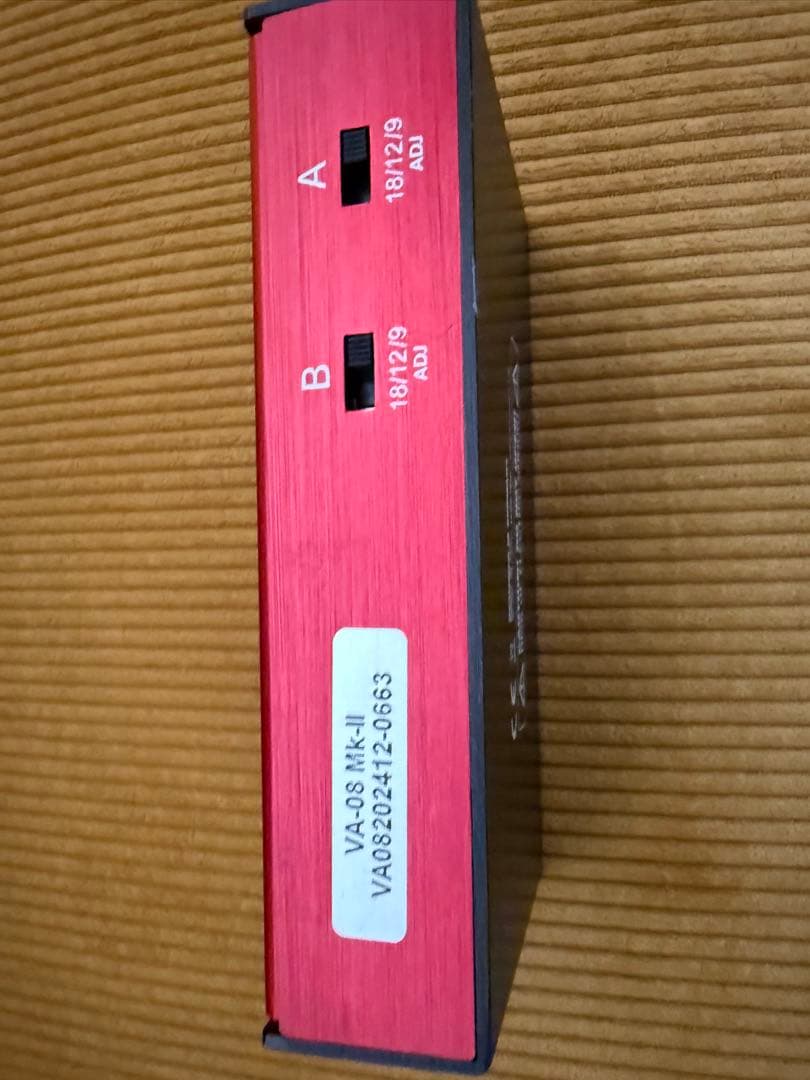 A
18/12/9
ADJ
B
18/12/9
ADJ
VA-08 Mk-II
VA08202412-0663